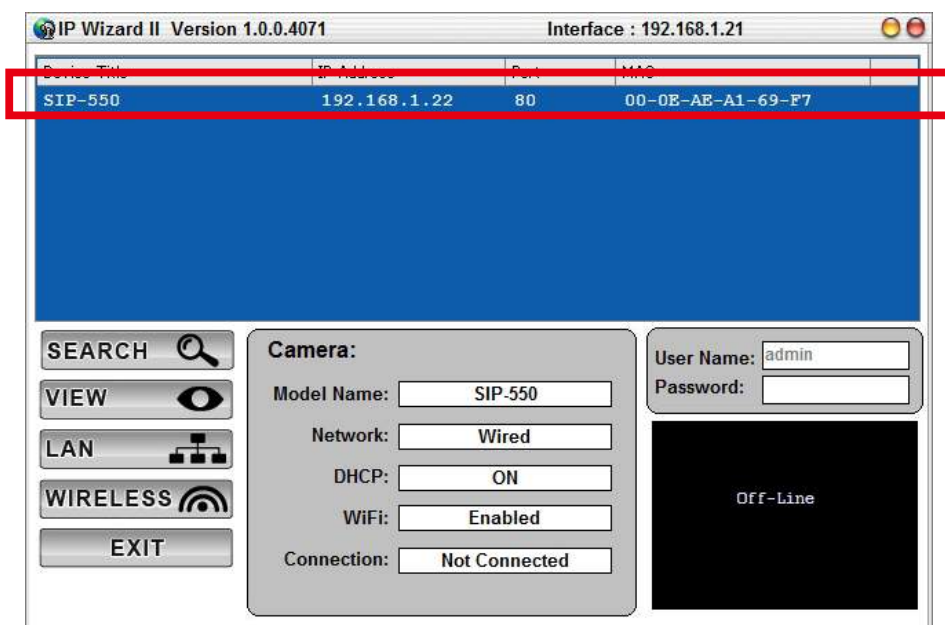 IP Wizard II Version 1.0.0.4071 Interface : 192.168.1.21
SIP-550 192.168.1.22 80 00-0E-AE-A1-69-F7
SEARCH
VIEW
LAN
WIRELESS
EXIT
Camera:
Model Name: SIP-550
Network: Wired
DHCP: ON
WiFi: Enabled
Connection: Not Connected
User Name: admin
Password:
Off-Line